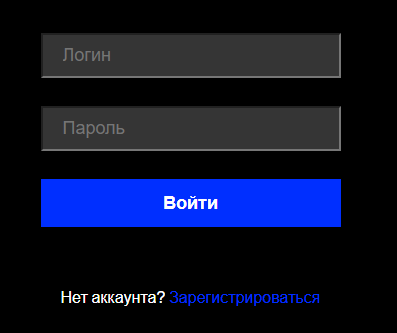 Логин
Пароль
Войти
Нет аккаунта? Зарегистрироваться